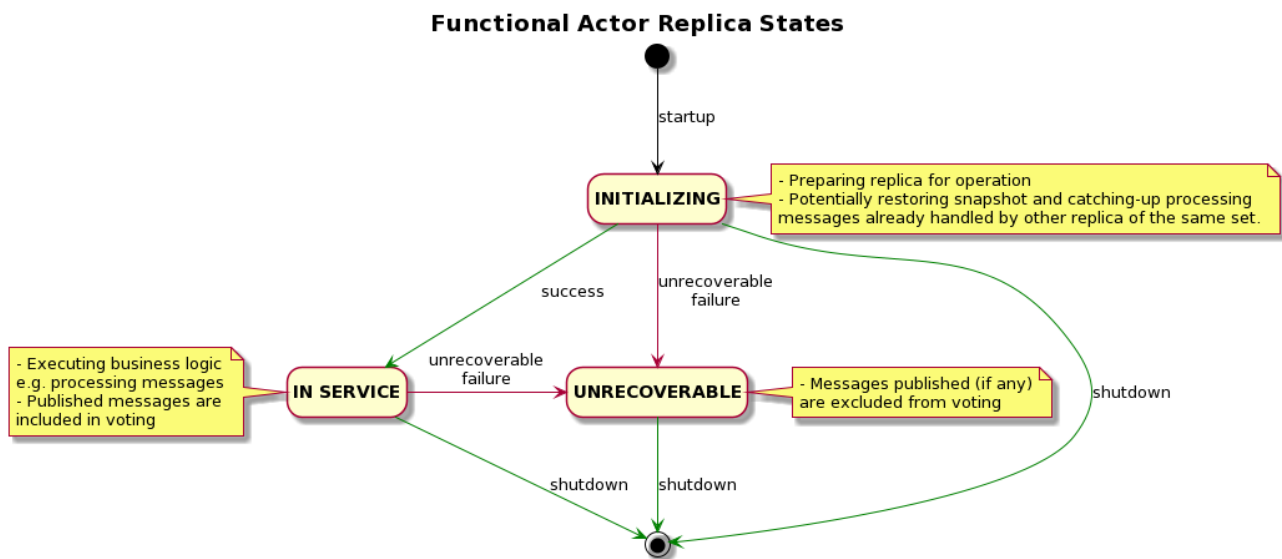 Functional Actor Replica States
startup
INITIALIZING
- Preparing replica for operation
- Potentially restoring snapshot and catching-up processing
messages already handled by other replica of the same set.
success
unrecoverable
failure
- Executing business logic
e.g. processing messages
- Published messages are
included in voting
IN SERVICE
unrecoverable
failure
UNRECOVERABLE
- Messages published (if any)
are excluded from voting
shutdown
shutdown
shutdown